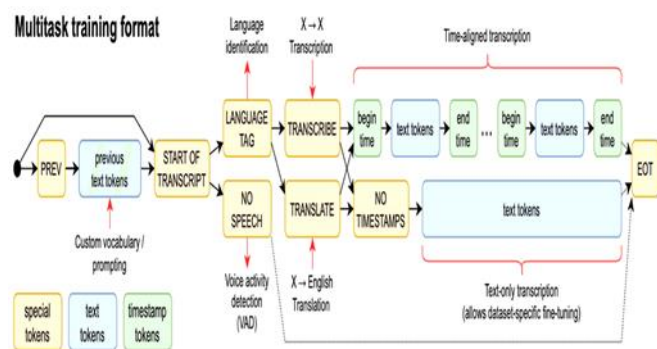 Multitask training format
Language
identification
X → X
Transcription
Time-aligned transcription
PREV
previous
text tokens
START OF
TRANSCRIPT
LANGUAGE
TAG
NO
SPEECH
TRANSCRIBE
TRANSLATE
begin
time
text tokens
end
time
...
begin
time
text tokens
end
time
NO
TIMESTAMPS
text tokens
EOT
Custom vocabulary /
prompting
Voice activity
detection
(VAD)
X → English
Translation
Text-only transcription
(allows dataset-specific fine-tuning)
special
tokens
text
tokens
timestamp
tokens